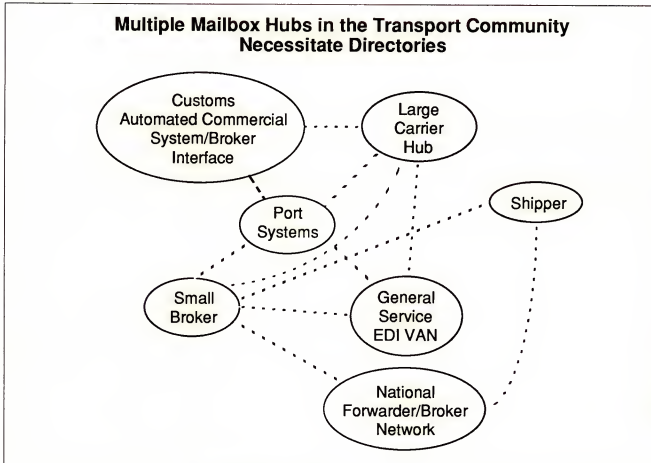 Multiple Mailbox Hubs in the Transport Community
Necessitate Directories
Customs
Automated Commercial
System/Broker
Interface
Large
Carrier
Hub
Port
Systems
Shipper
Small
Broker
General
Service
EDI VAN
National
Forwarder/Broker
Network